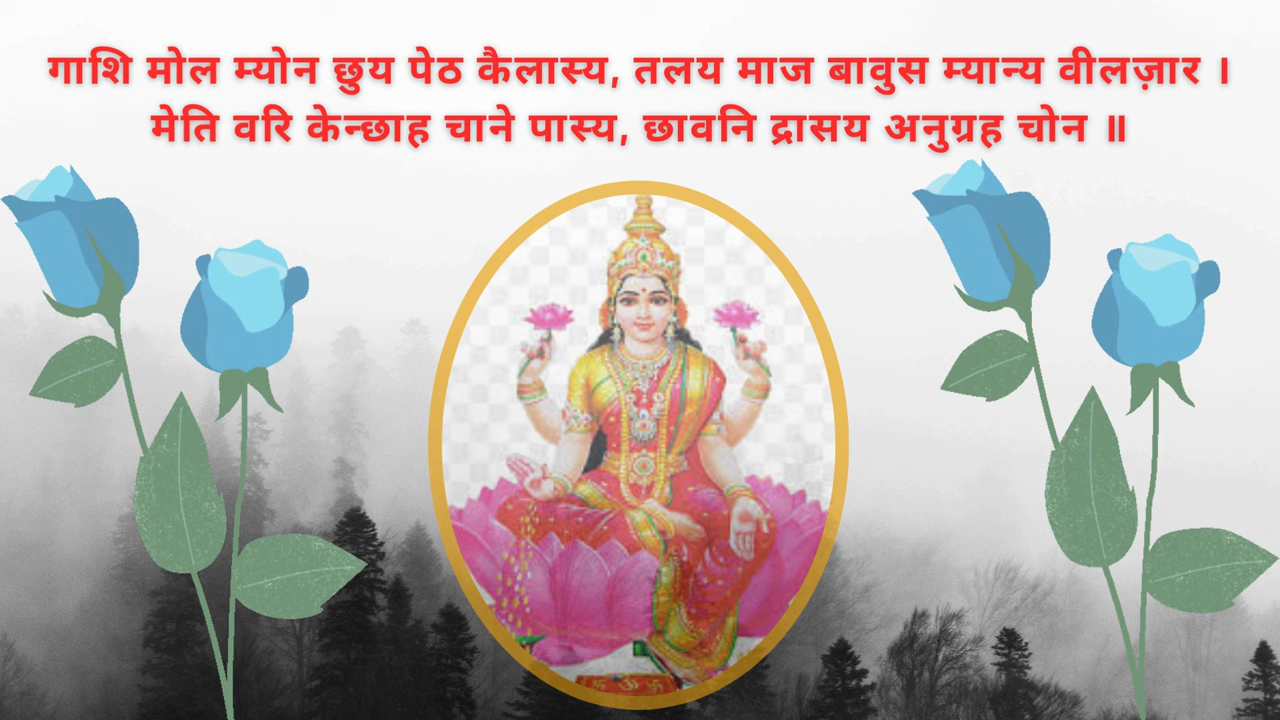 गाशि मोल म्योन छुय पेठ कैलास्य, तलय माज बावुस म्यान्य वीलज़ार ।
मेति वरि केन्छाह चाने पास्य, छावनि द्रासय अनुग्रह चोन ॥